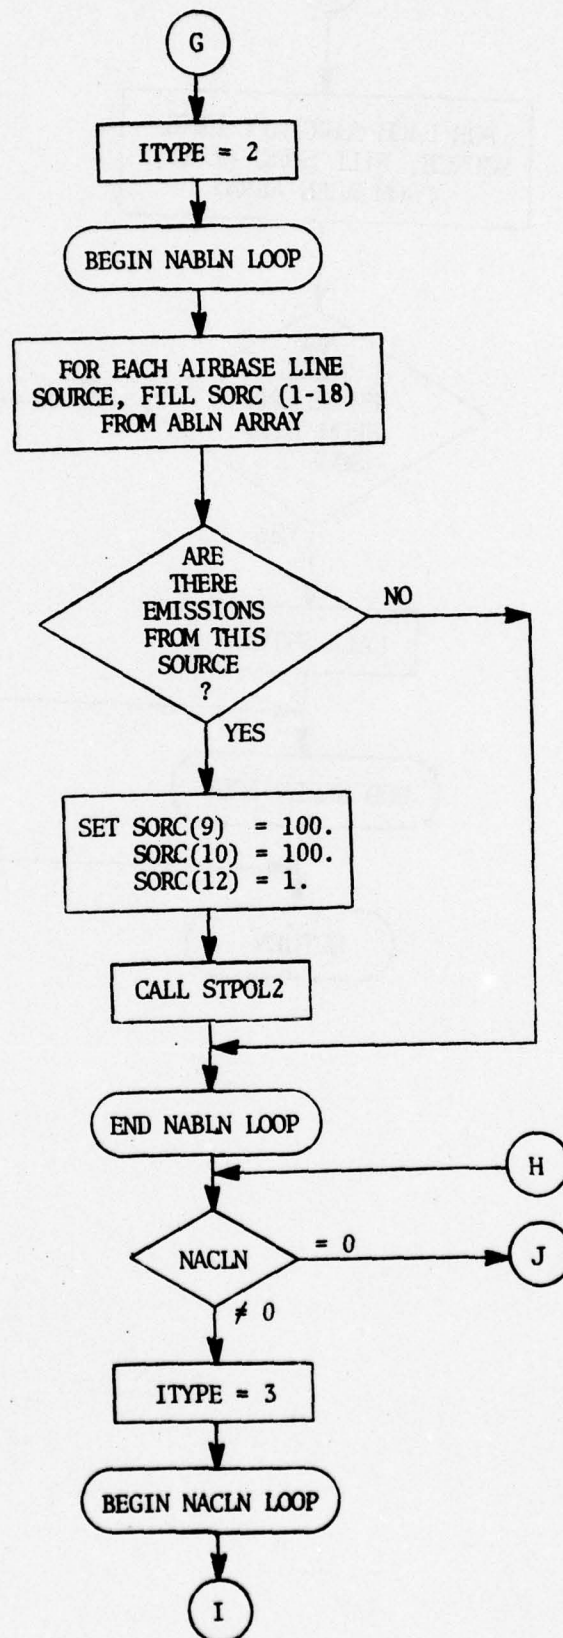 G
ITYPE = 2
BEGIN NABLN LOOP
FOR EACH AIRBASE LINE
SOURCE, FILL SORC (1-18)
FROM ABLN ARRAY
ARE
THERE
EMISSIONS
FROM THIS
SOURCE
?
NO
YES
SET SORC(9) = 100.
SORC(10) = 100.
SORC(12) = 1.
CALL STPOL2
END NABLN LOOP
H
NACLN
= 0
J
≠ 0
ITYPE = 3
BEGIN NACLN LOOP
I